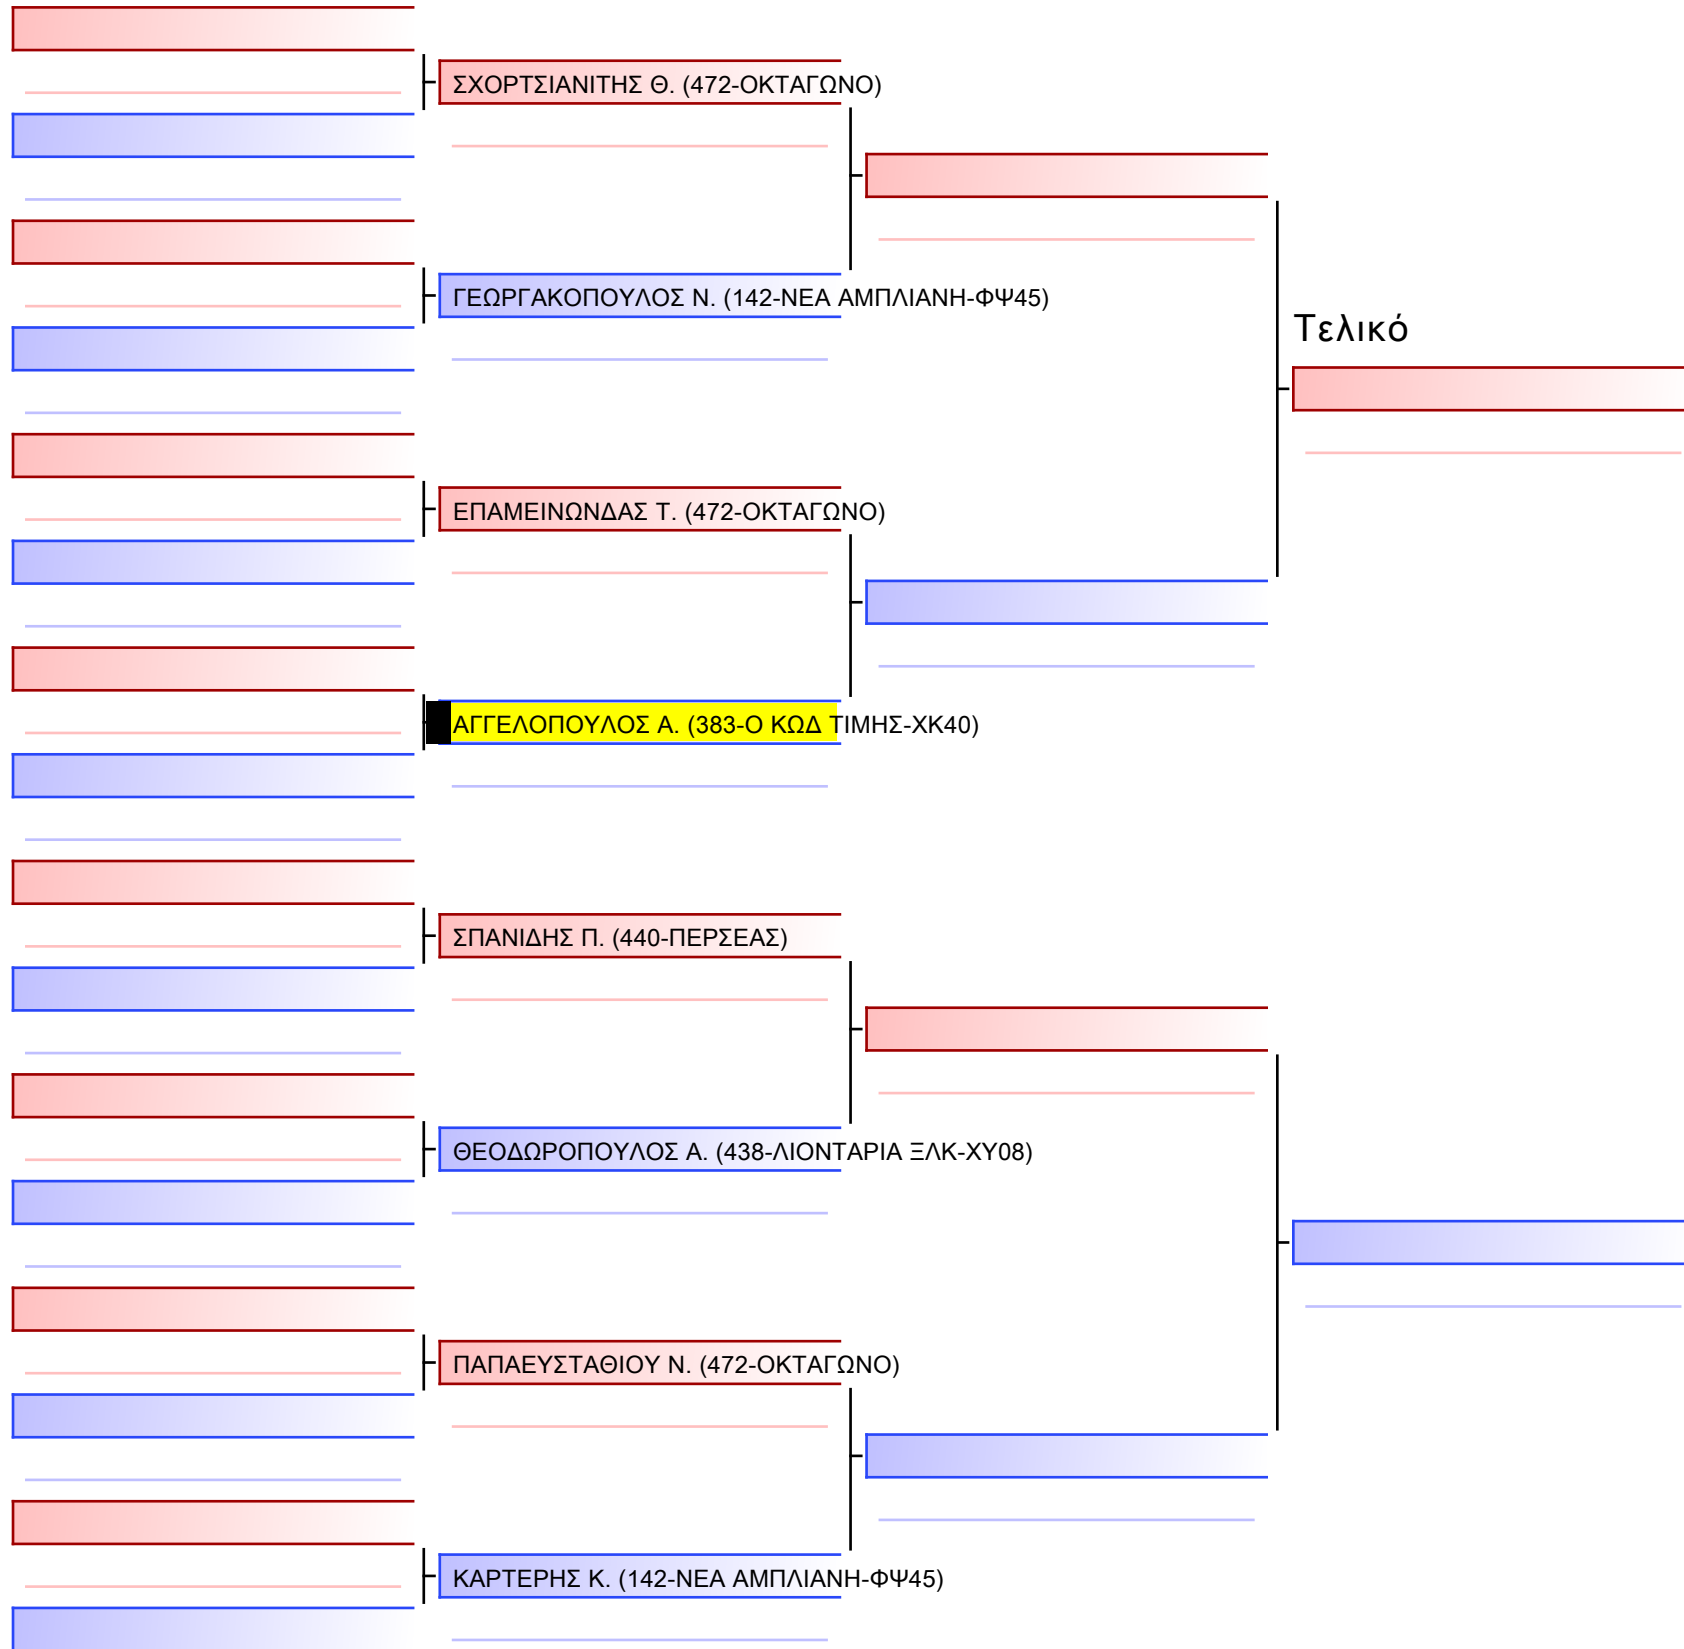 ΣΧΟΡΤΣΙΑΝΙΤΗΣ Θ. (472-ΟΚΤΑΓΩΝΟ)
ΓΕΩΡΓΑΚΟΠΟΥΛΟΣ Ν. (142-ΝΕΑ ΑΜΠΛΙΑΝΗ-ΦΨ45)
Τελικό
ΕΠΑΜΕΙΝΩΝΔΑΣ Τ. (472-ΟΚΤΑΓΩΝΟ)
ΑΓΓΕΛΟΠΟΥΛΟΣ Α. (383-Ο ΚΩΔ ΤΙΜΗΣ-ΧΚ40)
ΣΠΑΝΙΔΗΣ Π. (440-ΠΕΡΣΕΑΣ)
ΘΕΟΔΩΡΟΠΟΥΛΟΣ Α. (438-ΛΙΟΝΤΑΡΙΑ ΞΛΚ-ΧΥ08)
ΠΑΠΑΕΥΣΤΑΘΙΟΥ Ν. (472-ΟΚΤΑΓΩΝΟ)
ΚΑΡΤΕΡΗΣ Κ. (142-ΝΕΑ ΑΜΠΛΙΑΝΗ-ΦΨ45)